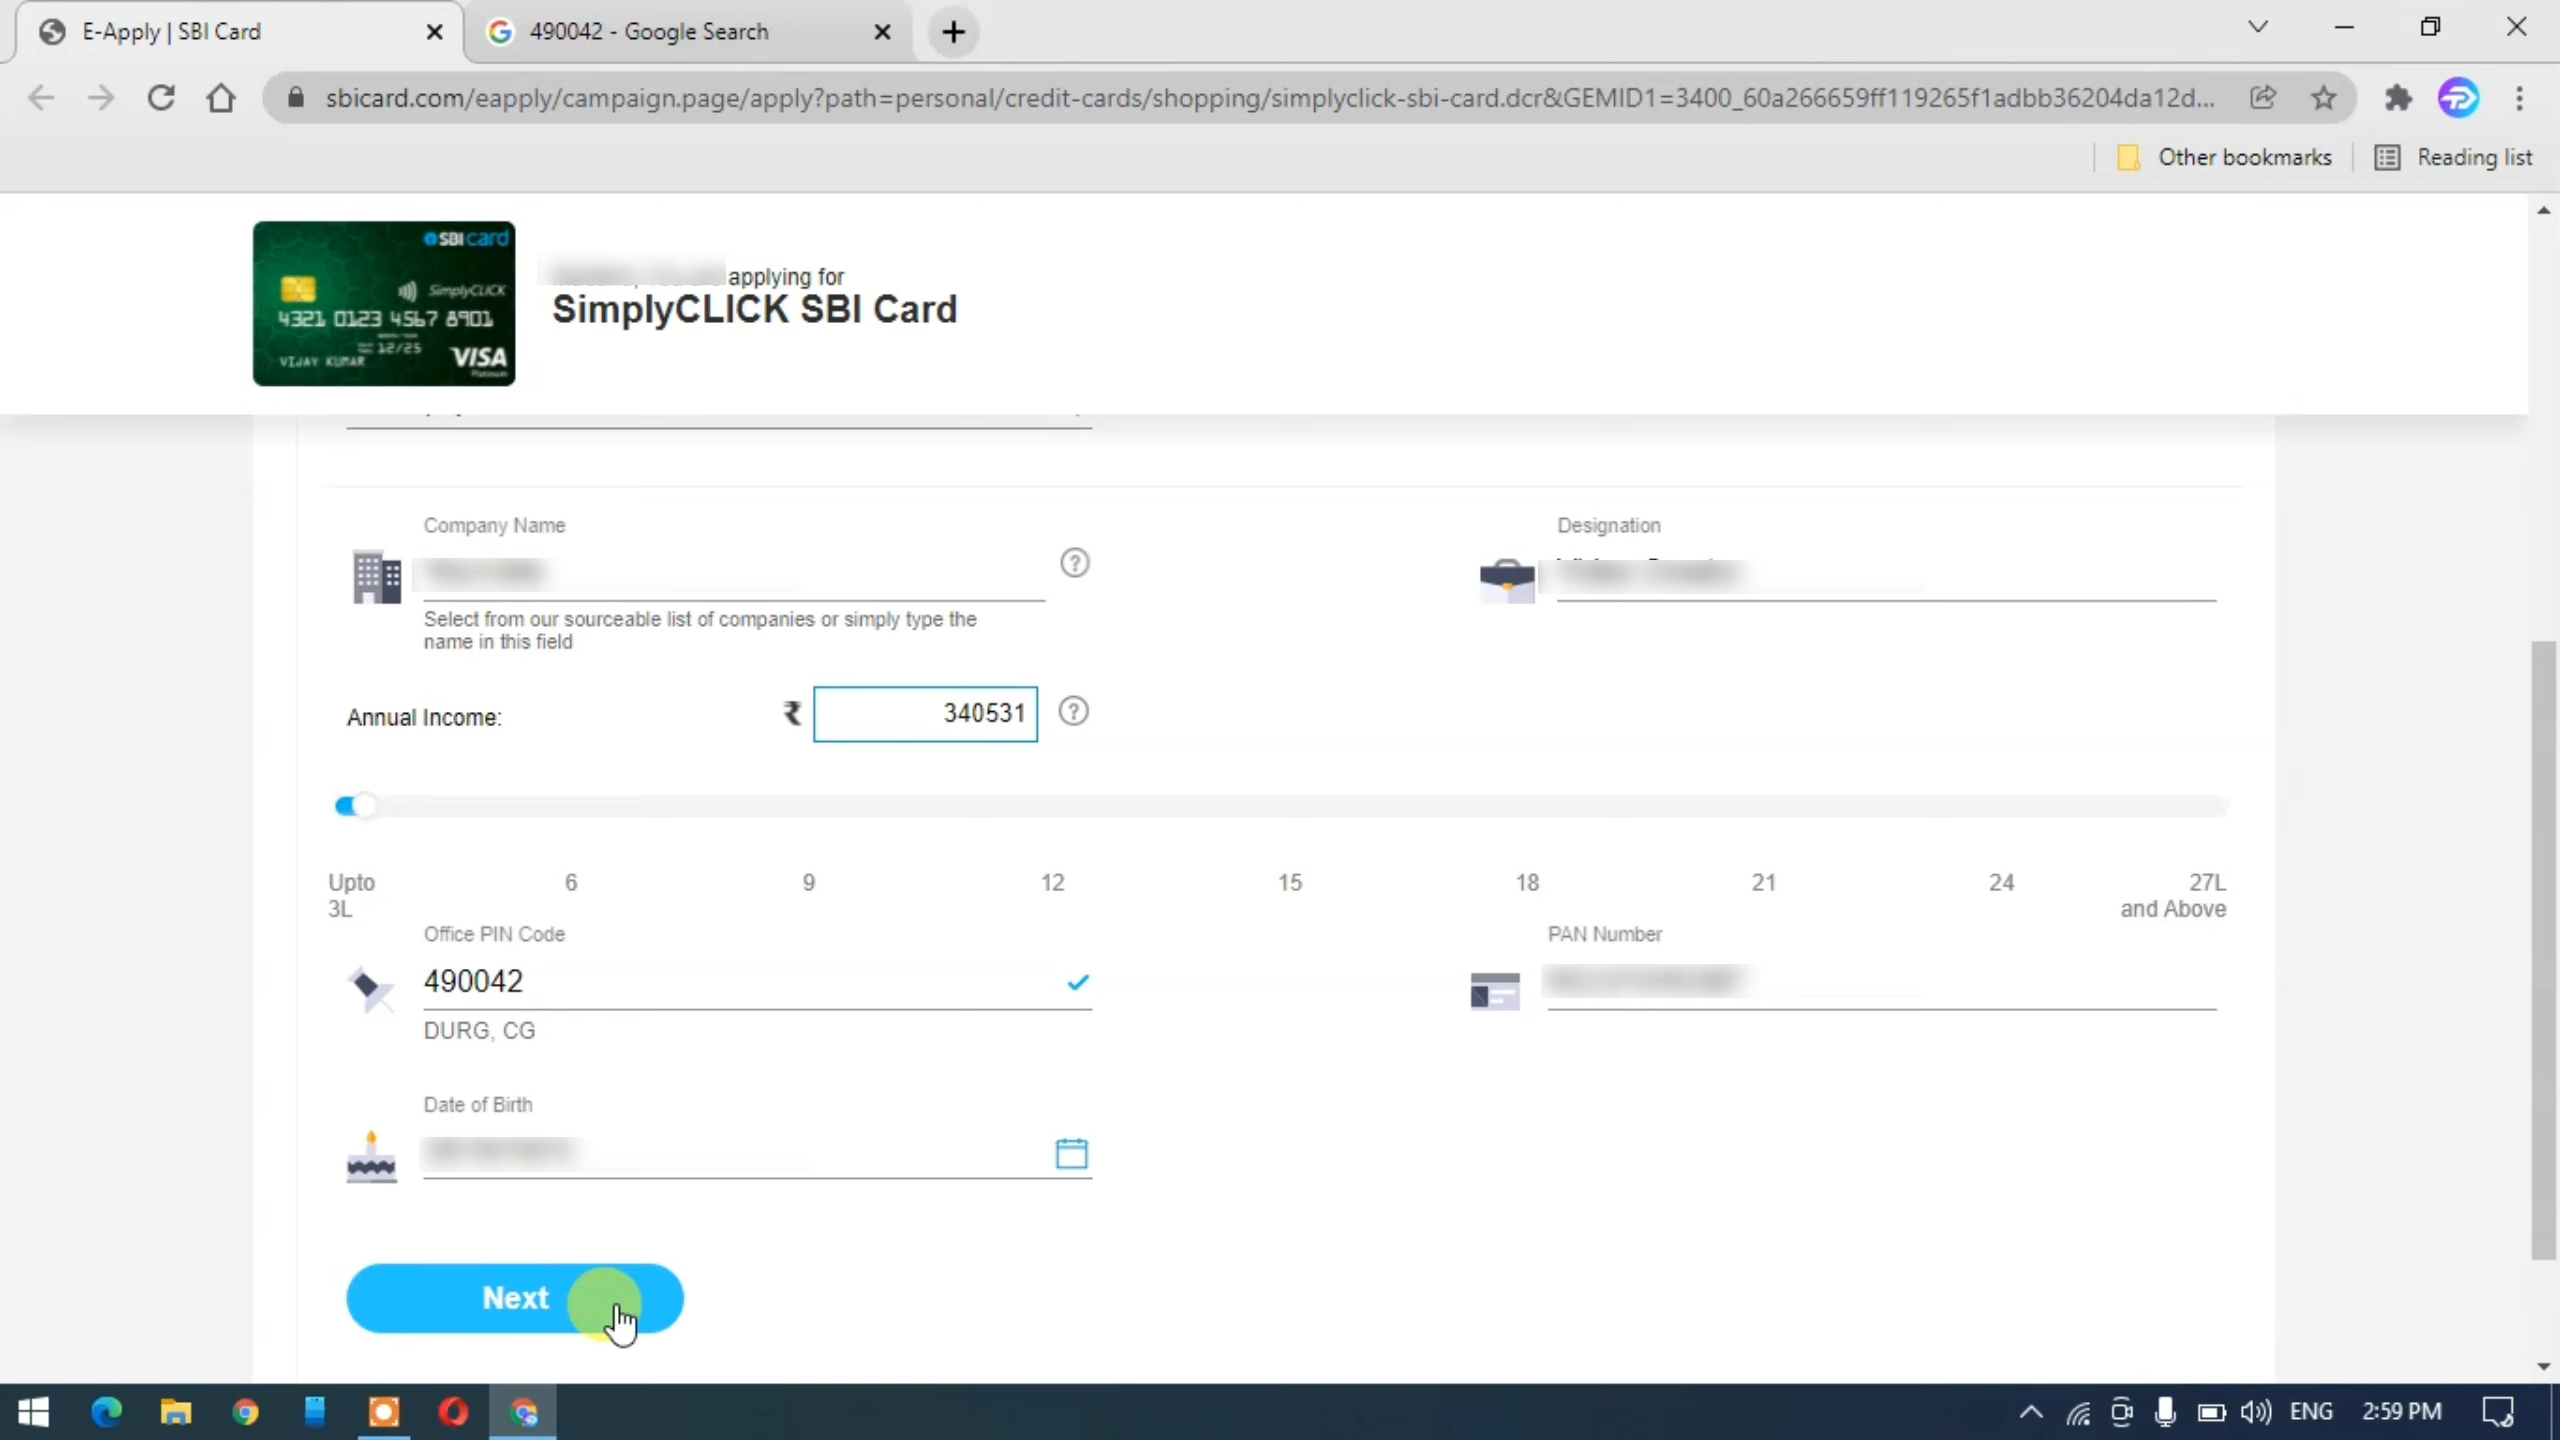 E-Apply | SBI Card
490042 - Google Search
sbicard.com/eapply/campaign.page/apply?path=personal/credit-cards/shopping/simplyclick-sbi-card.dcr&GEMID1=3400_60a266659ff119265f1adbb36204da12d...
Other bookmarks
Reading list
SBI card
SimplyCLICK
4321 0123 4567 8901
12/25
VIJAY KUMAR
VISA
Platinum
applying for
SimplyCLICK SBI Card
Company Name
Designation
Select from our sourceable list of companies or simply type the
name in this field
Annual Income:
₹ 340531
Upto
3L
6
9
12
15
18
21
24
27L
and Above
Office PIN Code
490042
DURG, CG
PAN Number
Date of Birth
Next
ENG
2:59 PM